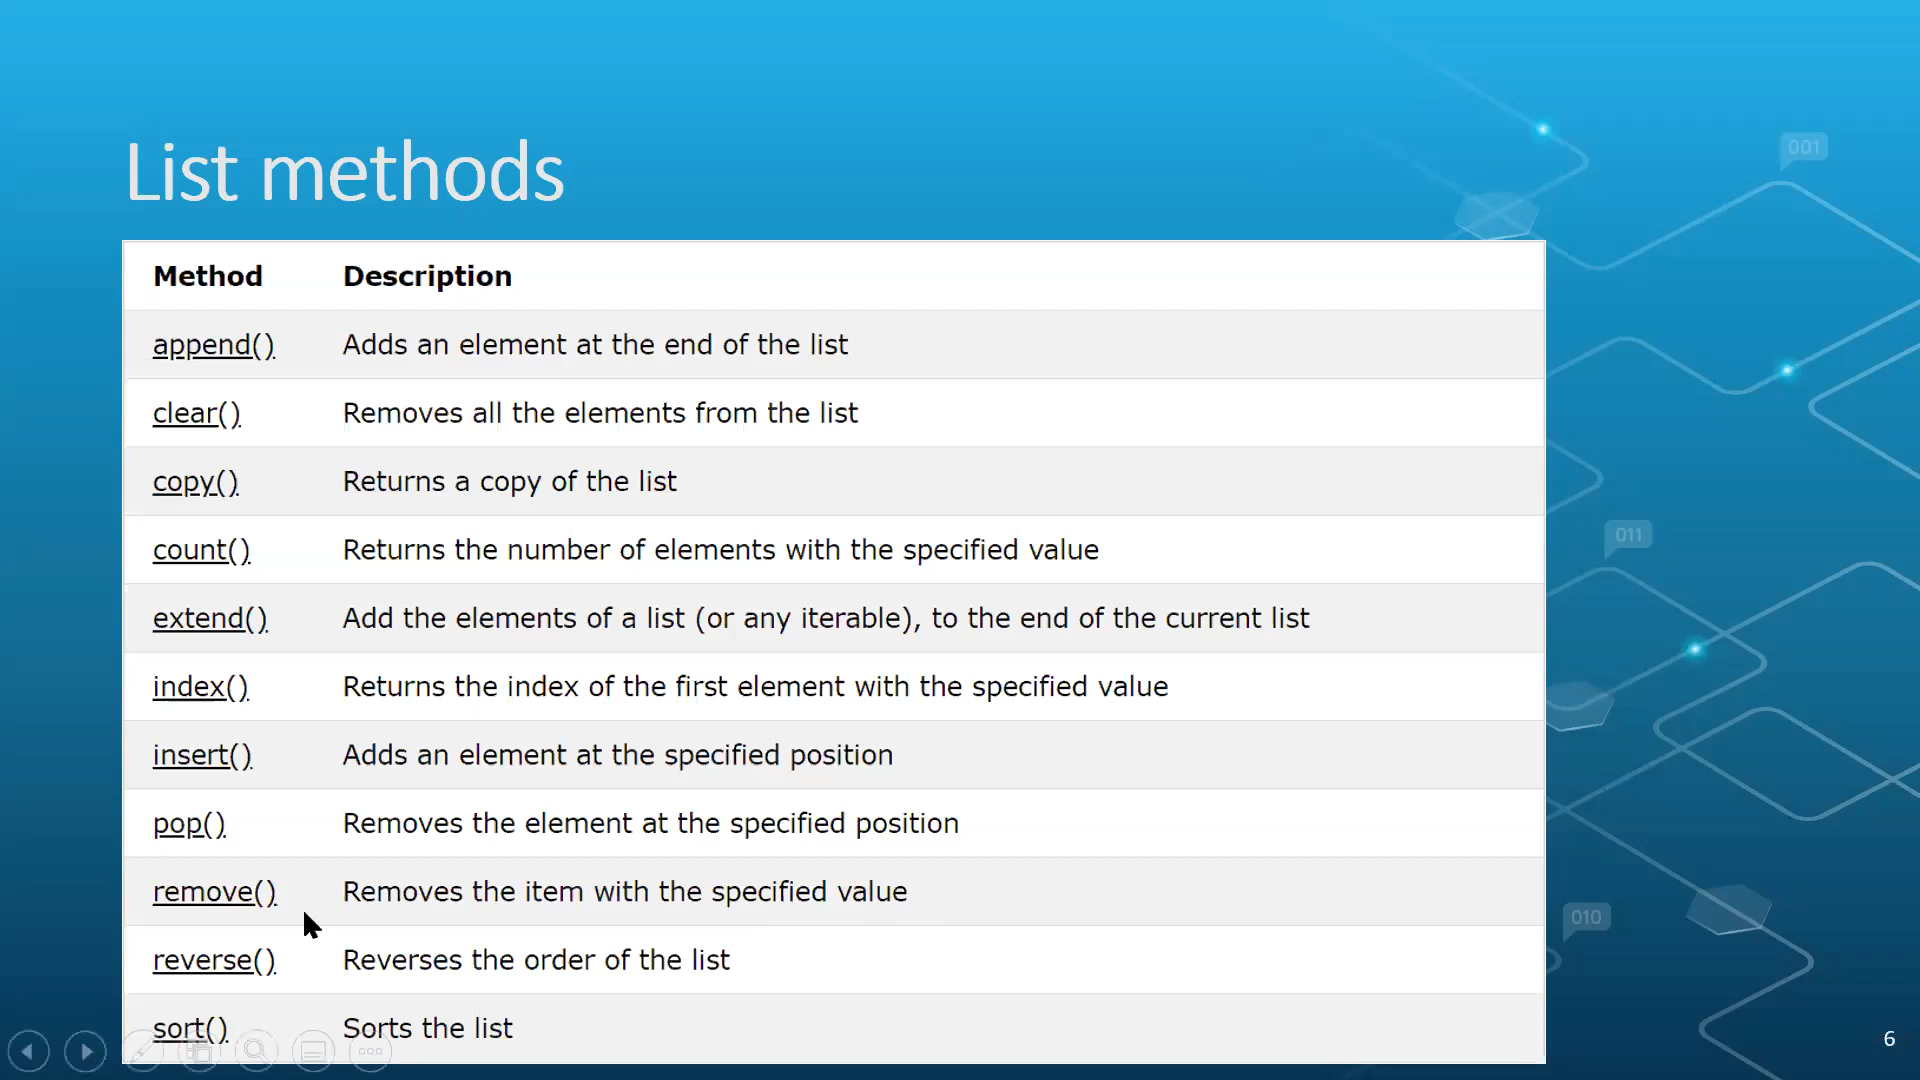 List methods
Method Description
append() Adds an element at the end of the list
clear() Removes all the elements from the list
copy() Returns a copy of the list
count() Returns the number of elements with the specified value
extend() Add the elements of a list (or any iterable), to the end of the current list
index() Returns the index of the first element with the specified value
insert() Adds an element at the specified position
pop() Removes the element at the specified position
remove() Removes the item with the specified value
reverse() Reverses the order of the list
sort() Sorts the list
001
011
010
6